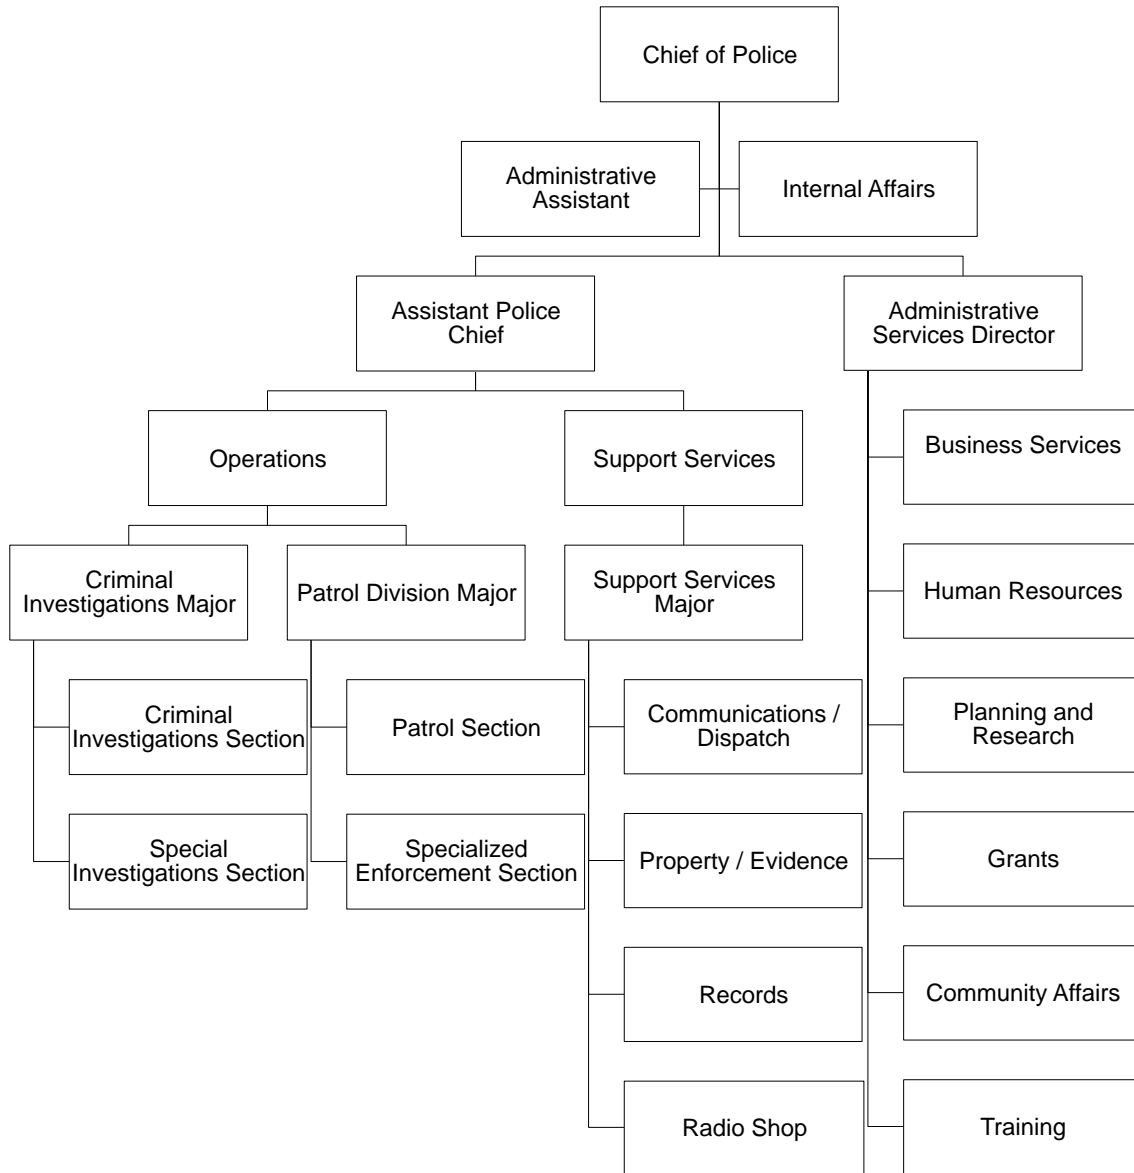 Chief of Police
Administrative
Assistant
Internal Affairs
Assistant Police
Chief
Administrative
Services Director
Operations
Support Services
Business Services
Criminal
Investigations Major
Patrol Division Major
Support Services
Major
Human Resources
Criminal
Investigations Section
Patrol Section
Communications /
Dispatch
Planning and
Research
Special
Investigations Section
Specialized
Enforcement Section
Property / Evidence
Grants
Records
Community Affairs
Radio Shop
Training